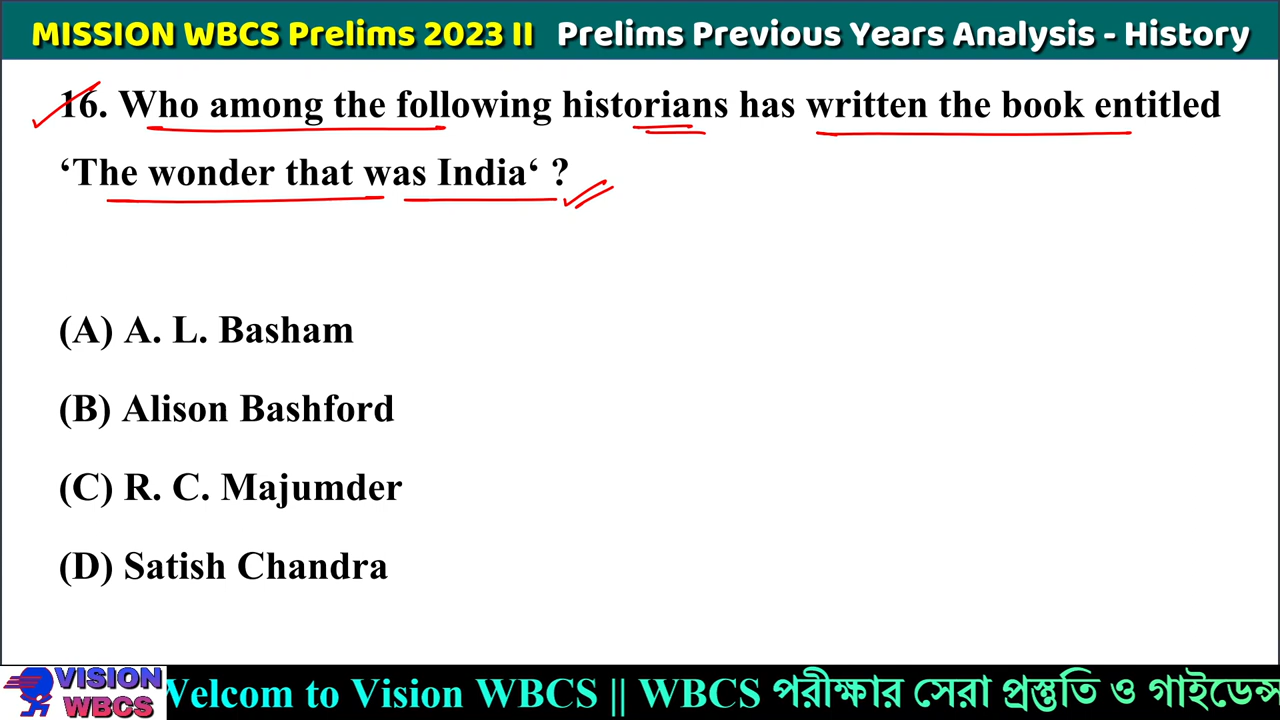 MISSION WBCS Prelims 2023 II Prelims Previous Years Analysis - History
16. Who among the following historians has written the book entitled
‘The wonder that was India‘ ?
(A) A. L. Basham
(B) Alison Bashford
(C) R. C. Majumder
(D) Satish Chandra
VISION
WBCS
Welcom to Vision WBCS || WBCS পরীক্ষার সেরা প্রস্তুতি ও গাইডেন্স